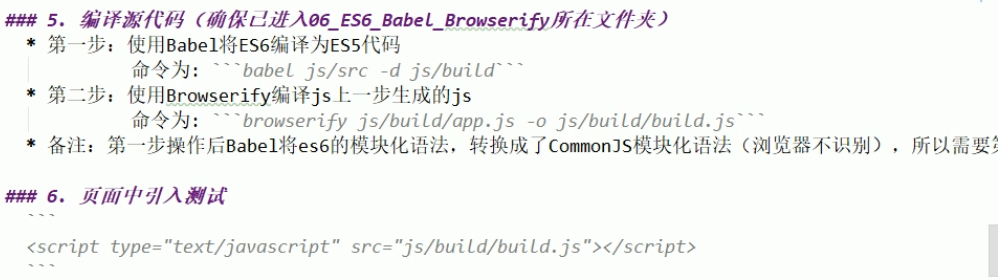 ### 5. 编译源代码（确保已进入06_ES6_Babel_Browserify所在文件夹）
* 第一步：使用Babel将ES6编译为ES5代码
命令为：```babel js/src -d js/build```
* 第二步：使用Browserify编译js上一步生成的js
命令为：```browserify js/build/app.js -o js/build/build.js```
* 备注：第一步操作后Babel将es6的模块化语法，转换成了CommonJS模块化语法（浏览器不识别），所以需要
### 6. 页面中引入测试
```
<script type="text/javascript" src="js/build/build.js"></script>
```